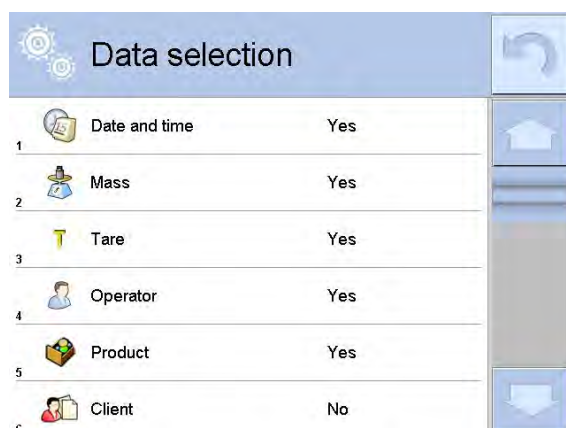 Data selection
1 Date and time Yes
2 Mass Yes
3 Tare Yes
4 Operator Yes
5 Product Yes
Client No